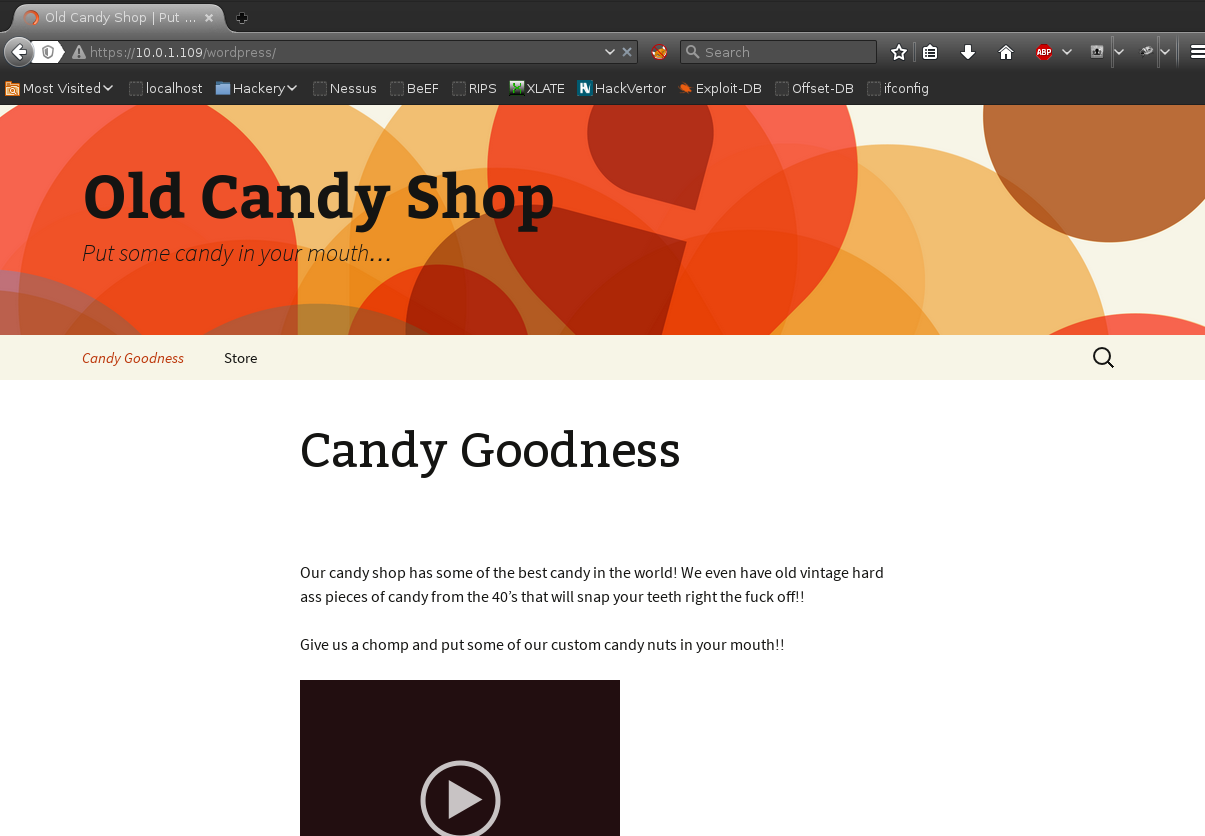 Old Candy Shop | Put ...
https://10.0.1.109/wordpress/
Search
ABP
Most Visited localhost Hackery Nessus BeEF RIPS XLATE HackVertor Exploit-DB Offset-DB ifconfig
Old Candy Shop
Put some candy in your mouth…
Candy Goodness Store
Candy Goodness
Our candy shop has some of the best candy in the world! We even have old vintage hard
ass pieces of candy from the 40’s that will snap your teeth right the fuck off!!
Give us a chomp and put some of our custom candy nuts in your mouth!!